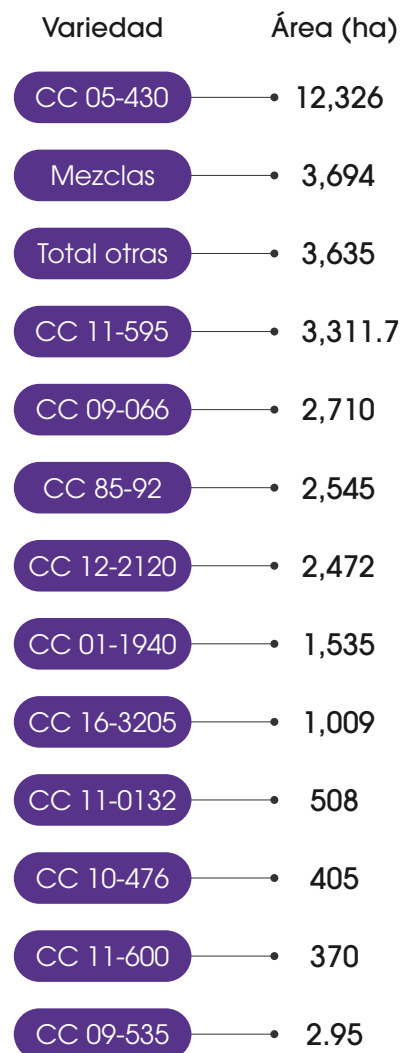 Variedad Área (ha)
CC 05-430 12,326
Mezclas 3,694
Total otras 3,635
CC 11-595 3,311.7
CC 09-066 2,710
CC 85-92 2,545
CC 12-2120 2,472
CC 01-1940 1,535
CC 16-3205 1,009
CC 11-0132 508
CC 10-476 405
CC 11-600 370
CC 09-535 2.95